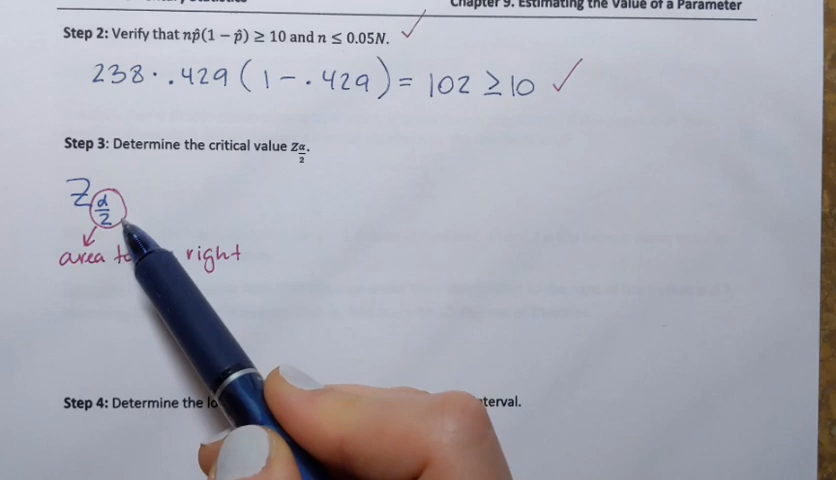 Chapter 9. Estimating the Value of a Parameter
Step 2: Verify that np̂(1 − p̂) ≥ 10 and n ≤ 0.05N. ✓
238 · .429 (1 - .429) = 102 ≥ 10 ✓
Step 3: Determine the critical value z_{α/2}.
Z_{α/2}
area to right
Step 4: Determine the